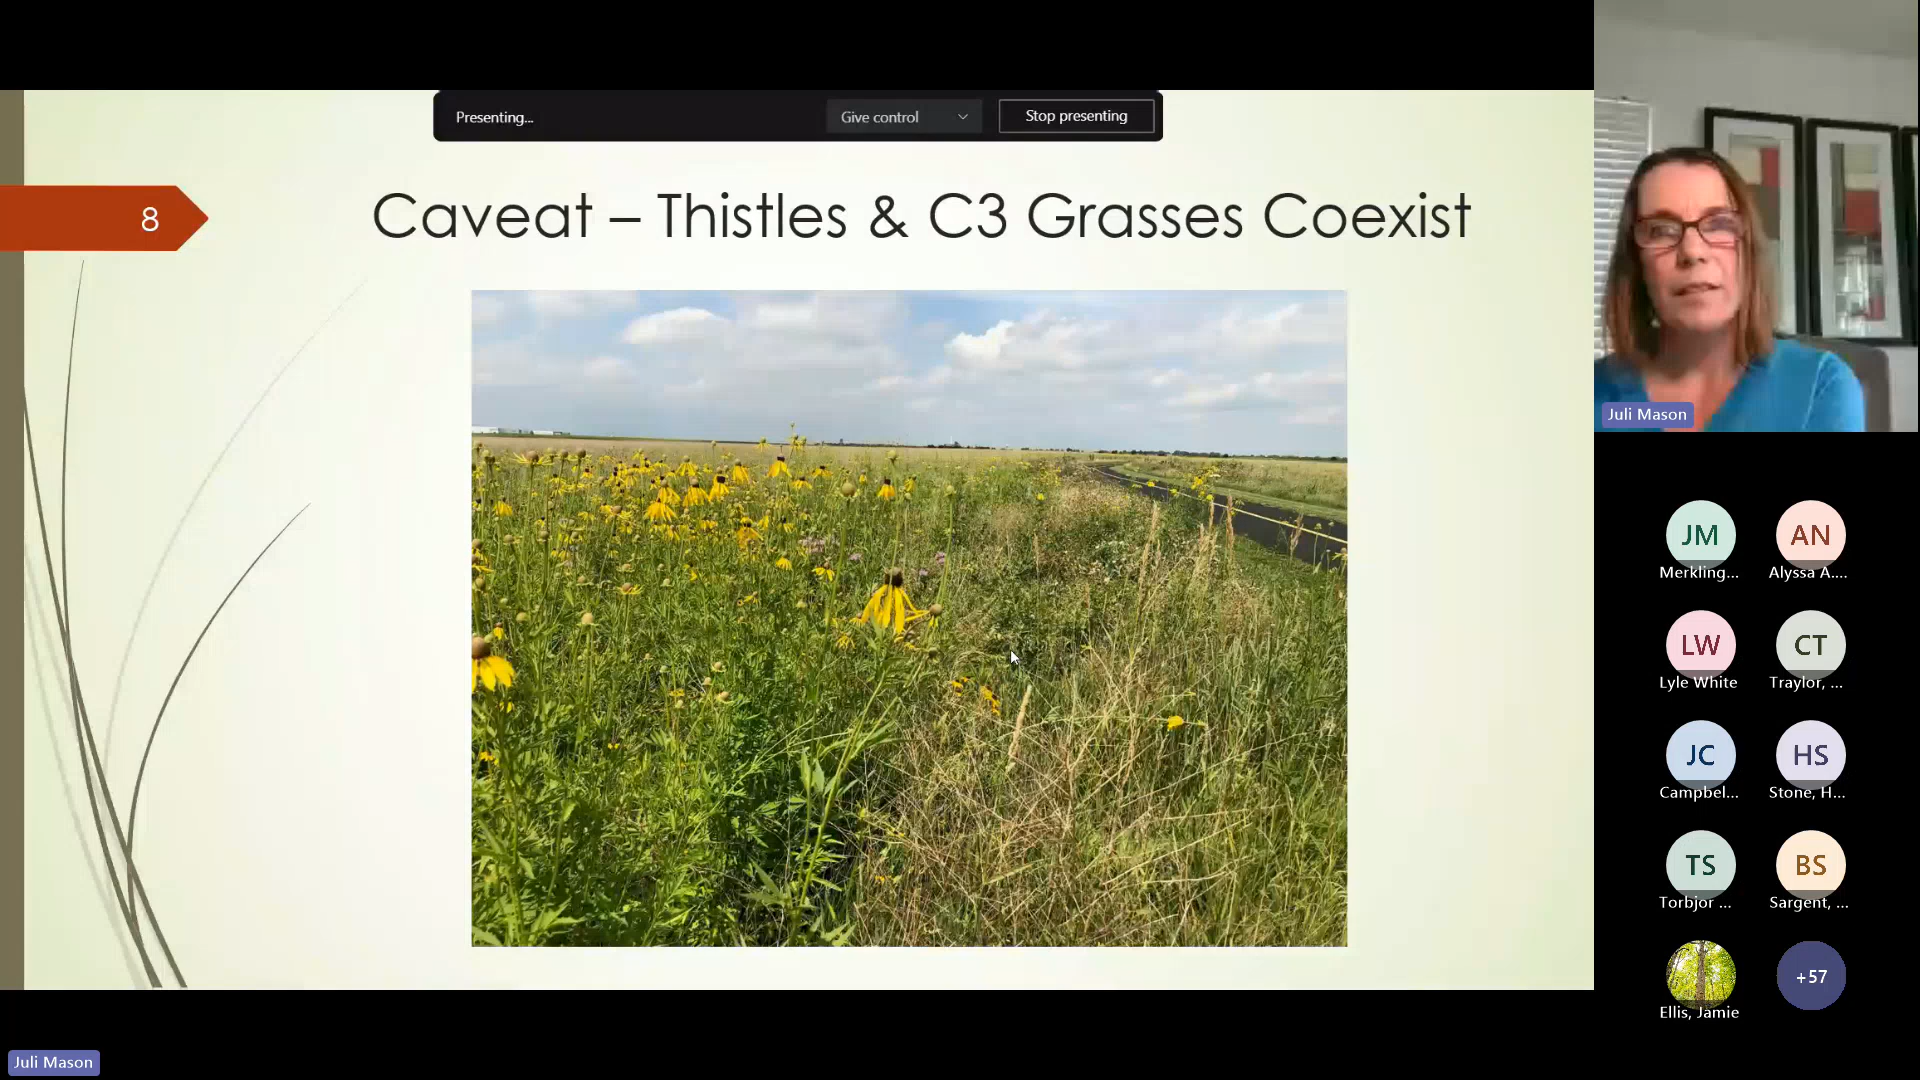 Presenting...
Give control
Stop presenting
8
Caveat – Thistles & C3 Grasses Coexist
Juli Mason
JM
AN
Merkling...
Alyssa A....
LW
CT
Lyle White
Traylor, ...
JC
HS
Campbel...
Stone, H...
TS
BS
Torbjor ...
Sargent, ...
+57
Ellis, Jamie
Juli Mason